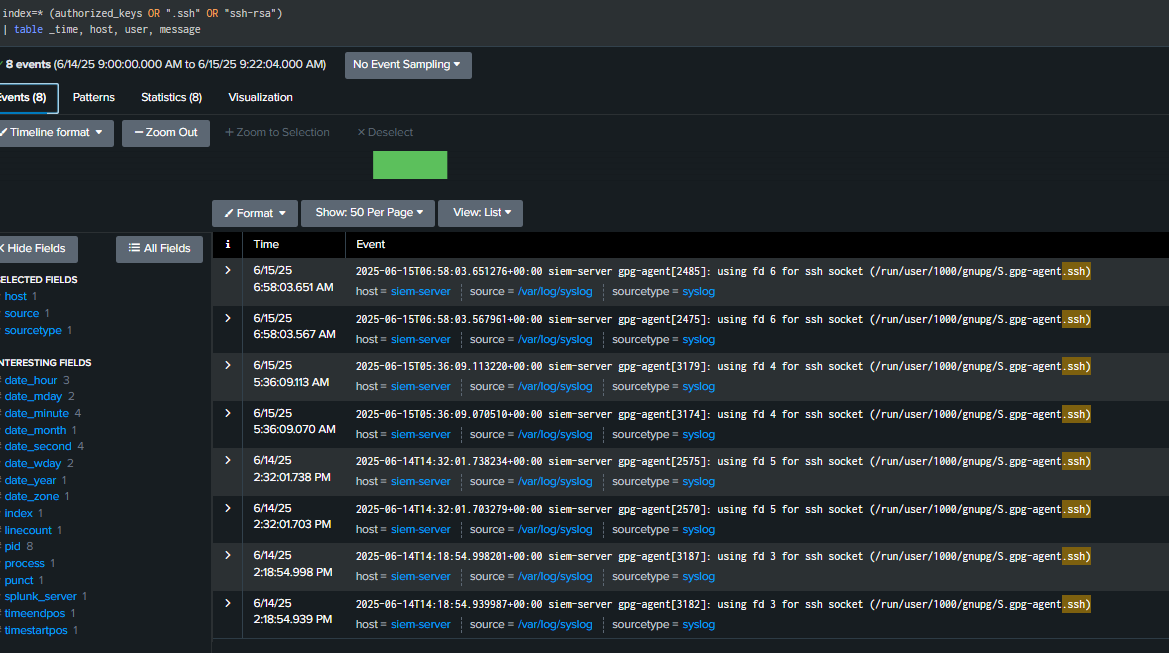 index=* (authorized_keys OR ".ssh" OR "ssh-rsa")
| table _time, host, user, message
8 events (6/14/25 9:00:00.000 AM to 6/15/25 9:22:04.000 AM)
No Event Sampling
Events (8)
Patterns
Statistics (8)
Visualization
Timeline format
— Zoom Out
+ Zoom to Selection
× Deselect
Format
Show: 50 Per Page
View: List
Hide Fields
All Fields
SELECTED FIELDS
host 1
source 1
sourcetype 1
INTERESTING FIELDS
# date_hour 3
# date_mday 2
# date_minute 4
date_month 1
# date_second 4
date_wday 2
# date_year 1
# date_zone 1
index 1
# linecount 1
# pid 8
process 1
punct 1
splunk_server 1
# timeendpos 1
# timestartpos 1
i Time Event
6/15/25
6:58:03.651 AM
2025-06-15T06:58:03.651276+00:00 siem-server gpg-agent[2485]: using fd 6 for ssh socket (/run/user/1000/gnupg/S.gpg-agent.ssh)
host = siem-server source = /var/log/syslog sourcetype = syslog
6/15/25
6:58:03.567 AM
2025-06-15T06:58:03.567961+00:00 siem-server gpg-agent[2475]: using fd 6 for ssh socket (/run/user/1000/gnupg/S.gpg-agent.ssh)
host = siem-server source = /var/log/syslog sourcetype = syslog
6/15/25
5:36:09.113 AM
2025-06-15T05:36:09.113220+00:00 siem-server gpg-agent[3179]: using fd 4 for ssh socket (/run/user/1000/gnupg/S.gpg-agent.ssh)
host = siem-server source = /var/log/syslog sourcetype = syslog
6/15/25
5:36:09.070 AM
2025-06-15T05:36:09.070510+00:00 siem-server gpg-agent[3174]: using fd 4 for ssh socket (/run/user/1000/gnupg/S.gpg-agent.ssh)
host = siem-server source = /var/log/syslog sourcetype = syslog
6/14/25
2:32:01.738 PM
2025-06-14T14:32:01.738234+00:00 siem-server gpg-agent[2575]: using fd 5 for ssh socket (/run/user/1000/gnupg/S.gpg-agent.ssh)
host = siem-server source = /var/log/syslog sourcetype = syslog
6/14/25
2:32:01.703 PM
2025-06-14T14:32:01.703279+00:00 siem-server gpg-agent[2570]: using fd 5 for ssh socket (/run/user/1000/gnupg/S.gpg-agent.ssh)
host = siem-server source = /var/log/syslog sourcetype = syslog
6/14/25
2:18:54.998 PM
2025-06-14T14:18:54.998201+00:00 siem-server gpg-agent[3187]: using fd 3 for ssh socket (/run/user/1000/gnupg/S.gpg-agent.ssh)
host = siem-server source = /var/log/syslog sourcetype = syslog
6/14/25
2:18:54.939 PM
2025-06-14T14:18:54.939987+00:00 siem-server gpg-agent[3182]: using fd 3 for ssh socket (/run/user/1000/gnupg/S.gpg-agent.ssh)
host = siem-server source = /var/log/syslog sourcetype = syslog